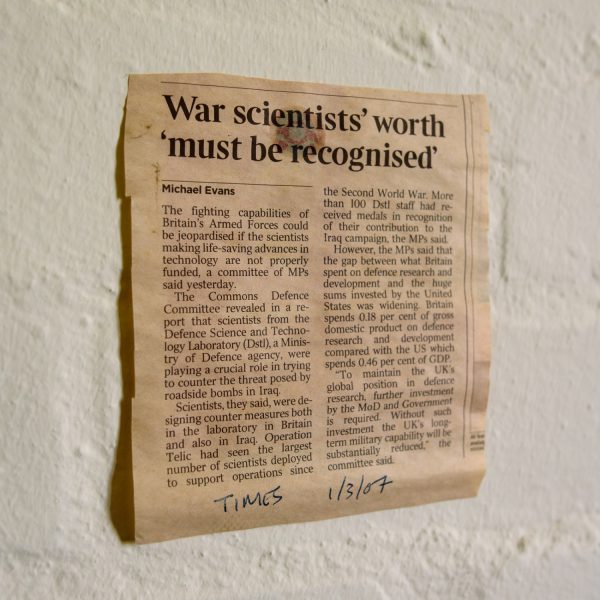 War scientists' worth
'must be recognised'
Michael Evans
The fighting capabilities of
Britain's Armed Forces could
be jeopardised if the scientists
making life-saving advances in
technology are not properly
funded, a committee of MPs
said yesterday.
The Commons Defence
Committee revealed in a re-
port that scientists from the
Defence Science and Techno-
logy Laboratory (Dstl), a Minis-
try of Defence agency, were
playing a crucial role in trying
to counter the threat posed by
roadside bombs in Iraq.
Scientists, they said, were de-
signing counter measures both
in the laboratory in Britain
and also in Iraq. Operation
Telic had seen the largest
number of scientists deployed
to support operations since
the Second World War. More
than 100 Dstl staff had re-
ceived medals in recognition
of their contribution to the
Iraq campaign, the MPs said.
However, the MPs said that
the gap between what Britain
spent on defence research and
development and the huge
sums invested by the United
States was widening. Britain
spends 0.18 per cent of gross
domestic product on defence
research and development
compared with the US which
spends 0.46 per cent of GDP.
"To maintain the UK's
global position in defence
research, further investment
by the MoD and Government
is required. Without such
investment the UK's long-
term military capability will be
substantially reduced," the
committee said.
TIMES 1/3/07